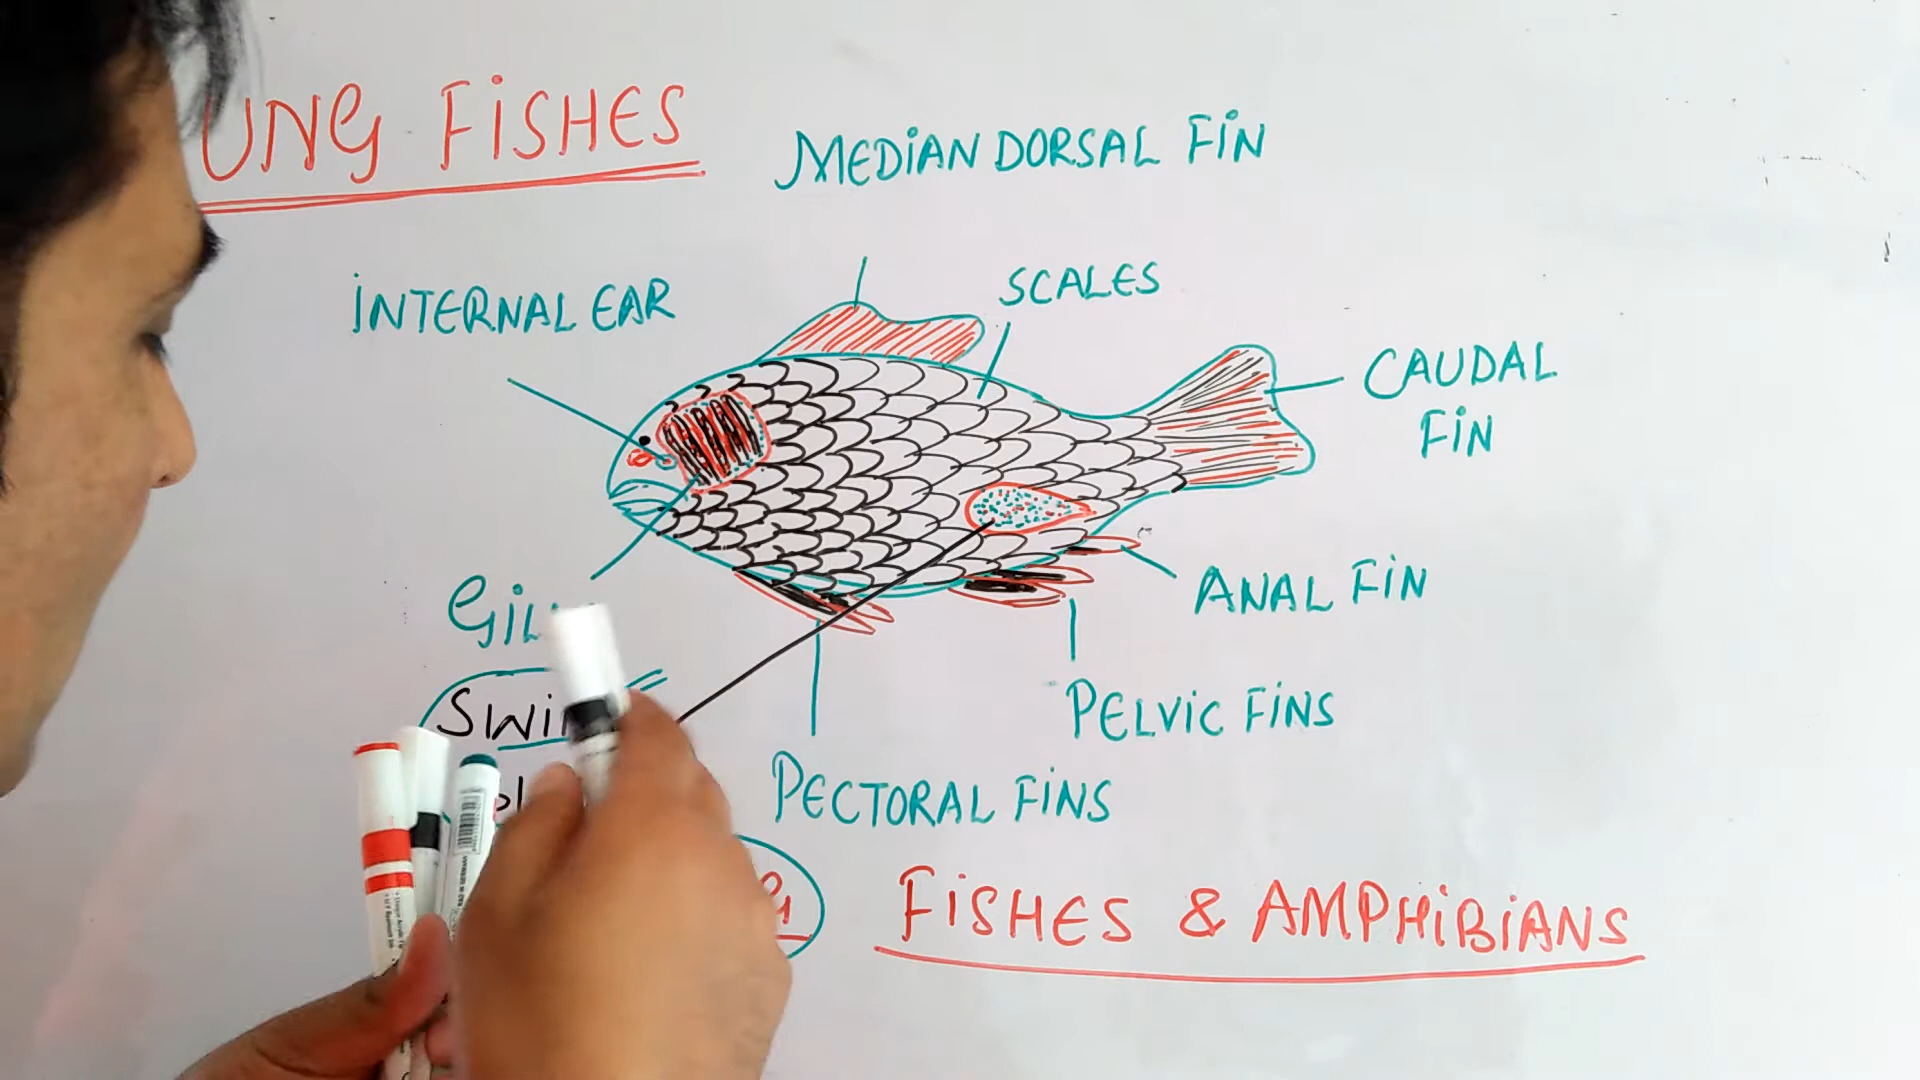 UNG FiSHES
MEDiAN DORSAL FiN
iNTERNAL EAR
SCALES
CAUDAL
FiN
ANAL FiN
PELViC FiNS
PECTORAL FiNS
FiSHES & AMPHiBiANS